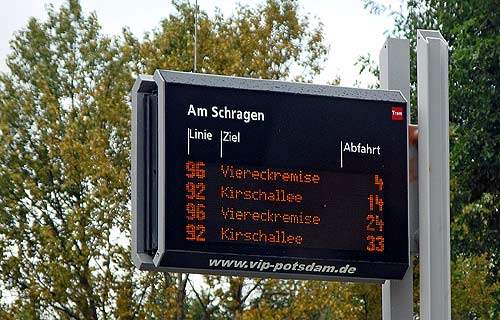 Am Schragen
Tram
Linie Ziel Abfahrt
96 Viereckremise 4
92 Kirschallee 14
96 Viereckremise 24
92 Kirschallee 33
www.vip-potsdam.de